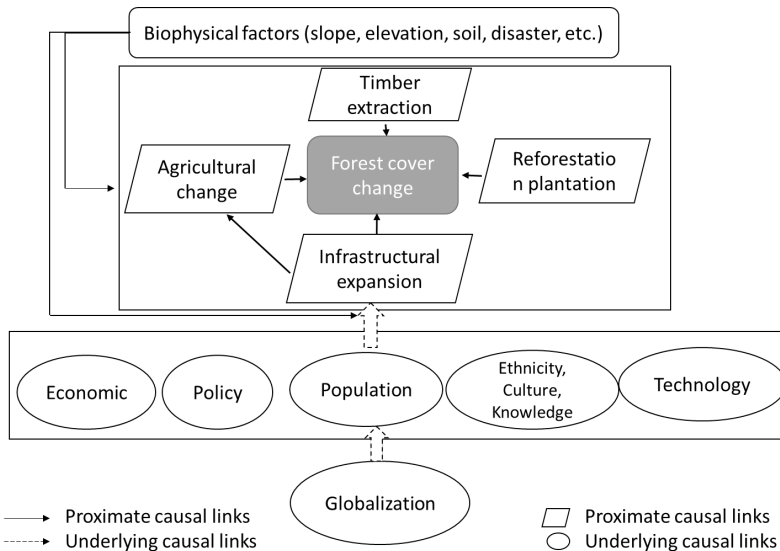 Biophysical factors (slope, elevation, soil, disaster, etc.)
Timber
extraction
Agricultural
change
Forest cover
change
Reforestatio
n plantation
Infrastructural
expansion
Economic
Policy
Population
Ethnicity,
Culture,
Knowledge
Technology
Globalization
Proximate causal links
Underlying causal links
Proximate causal links
Underlying causal links